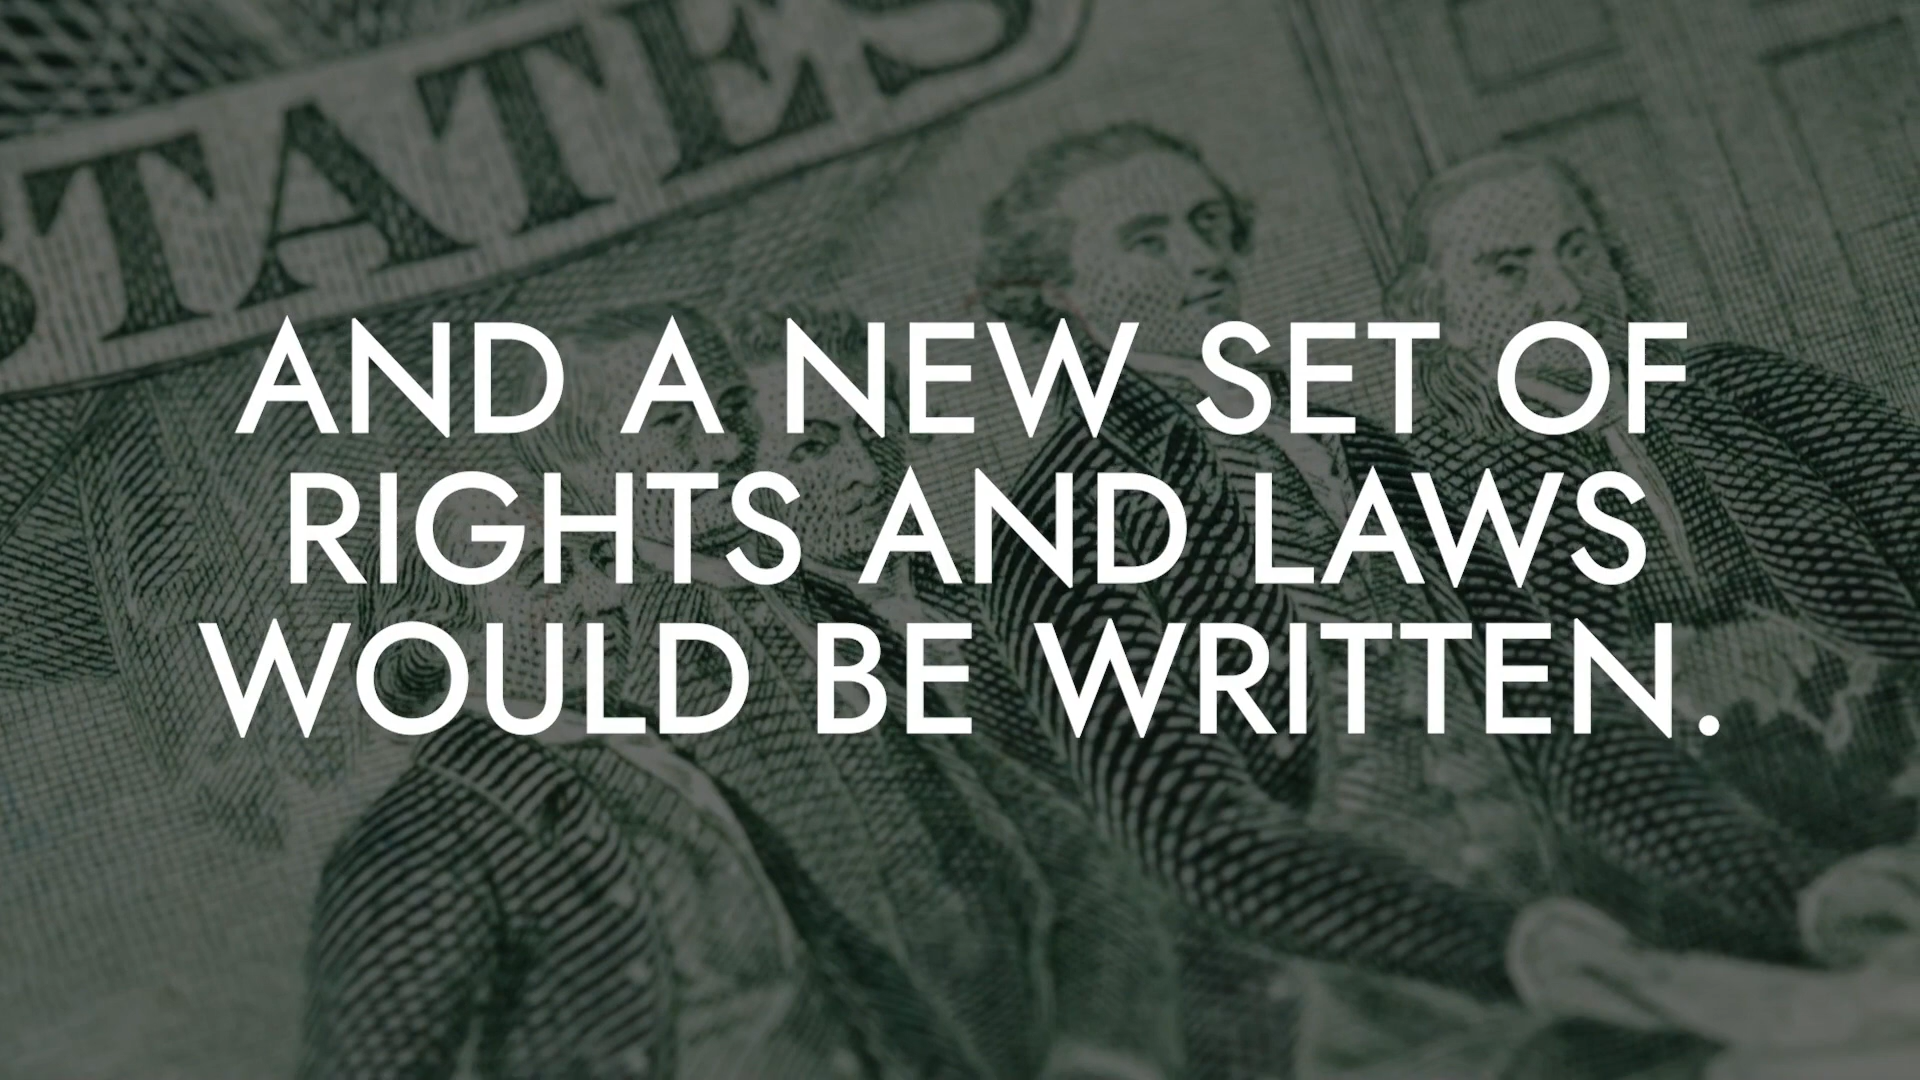 STATES
AND A NEW SET OF
RIGHTS AND LAWS
WOULD BE WRITTEN.